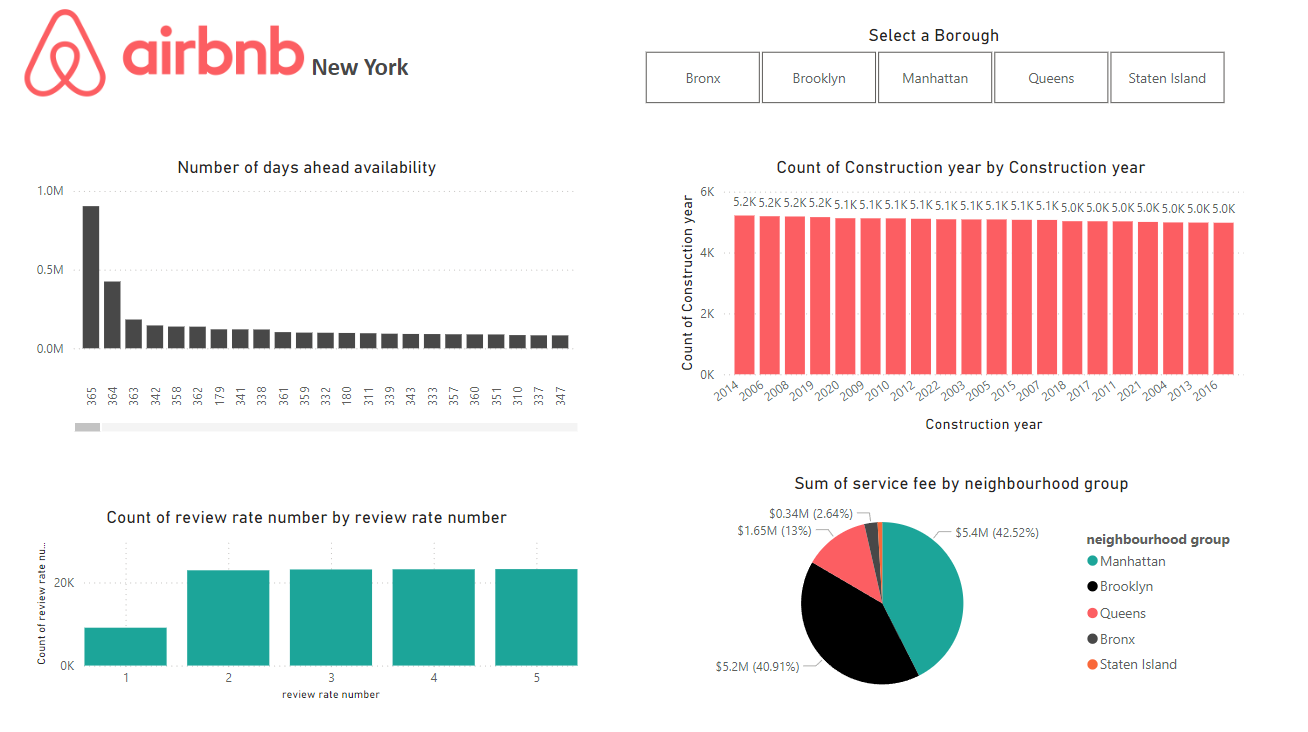 airbnb New York
Select a Borough
Bronx Brooklyn Manhattan Queens Staten Island
Number of days ahead availability
1.0M
0.5M
0.0M
365 364 363 342 358 362 179 341 338 361 359 332 180 311 339 343 333 357 360 351 310 337 347
Count of Construction year by Construction year
Count of Construction year
6K
4K
2K
0K
5.2K 5.2K 5.2K 5.2K 5.1K 5.1K 5.1K 5.1K 5.1K 5.1K 5.1K 5.1K 5.1K 5.0K 5.0K 5.0K 5.0K 5.0K 5.0K 5.0K
2014 2006 2008 2019 2020 2009 2010 2012 2022 2003 2005 2015 2007 2018 2017 2011 2021 2004 2013 2016
Construction year
Count of review rate number by review rate number
Count of review rate nu...
20K
0K
1 2 3 4 5
review rate number
Sum of service fee by neighbourhood group
$0.34M (2.64%)
$1.65M (13%)
$5.4M (42.52%)
$5.2M (40.91%)
neighbourhood group
Manhattan
Brooklyn
Queens
Bronx
Staten Island